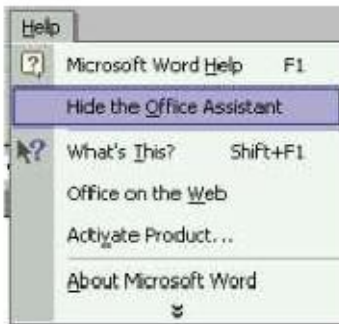 Help
Microsoft Word Help F1
Hide the Office Assistant
What's This? Shift+F1
Office on the Web
Activate Product...
About Microsoft Word